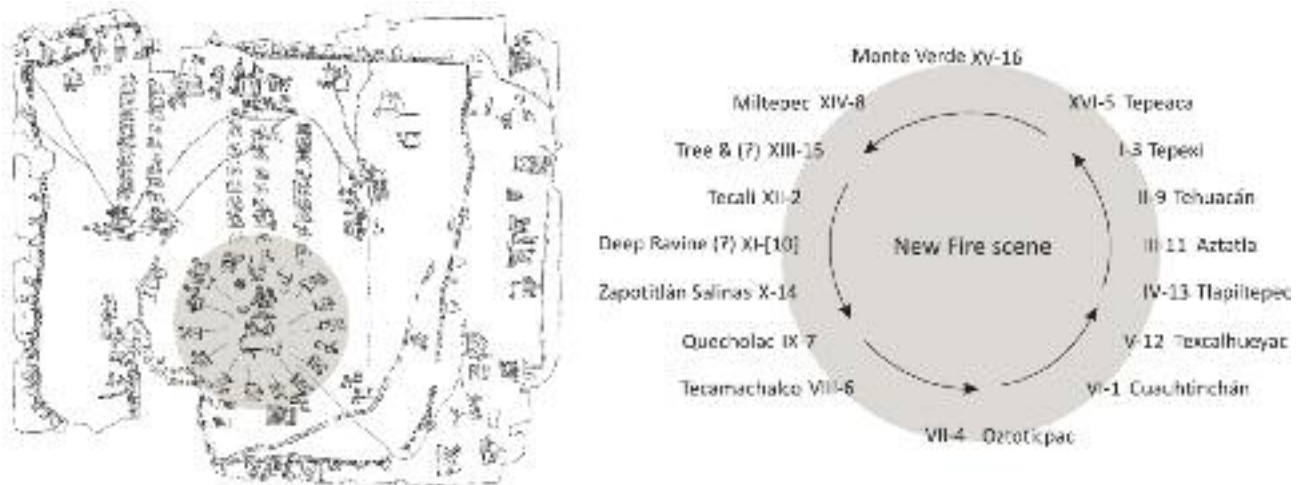 Monte Verde XV-16
Miltepec XIV-8
XVI-5 Tepeaca
Tree & (?) XIII-15
I-3 Tepexi
Tecali XII-2
II-9 Tehuacán
Deep Ravine (?) XI-[10]
New Fire scene
III-11 Aztatla
Zapotitlán Salinas X-14
IV-13 Tlapiltepec
Quecholac IX-7
V-12 Texcalhueyac
Tecamachalco VIII-6
VI-1 Cuauhtinchán
VII-4 Oztoticpac